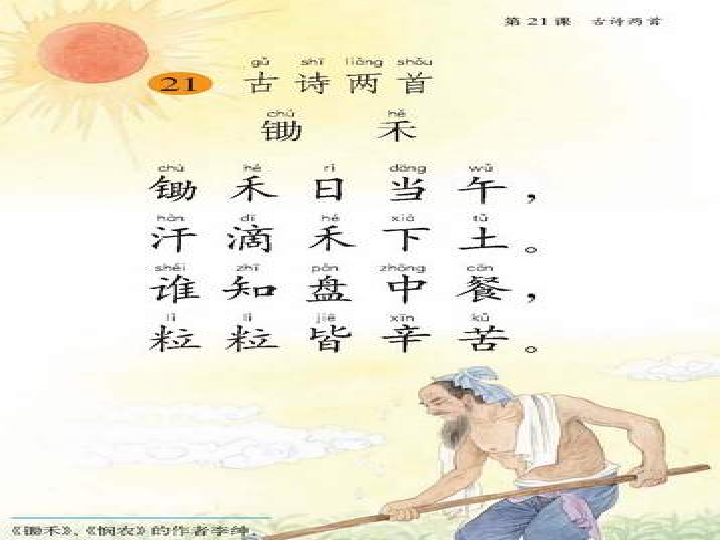 第21课 古诗两首
gǔ shī liǎng shǒu
21 古诗两首
chú hé
锄禾
chú hé rì dāng wǔ
锄禾日当午，
hàn dī hé xià tǔ
汗滴禾下土。
shéi zhī pán zhōng cān
谁知盘中餐，
lì lì jiē xīn kǔ
粒粒皆辛苦。
《锄禾》、《悯农》的作者李绅。